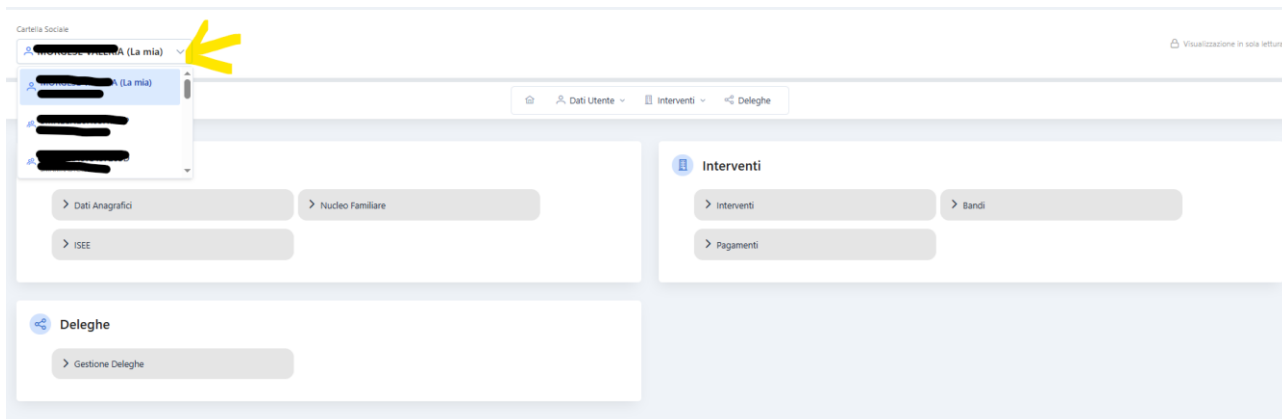 Cartella Sociale
(La mia)
Visualizzazione in sola lettura
(La mia)
Dati Utente Interventi Deleghe
Interventi
Dati Anagrafici Nucleo Familiare
Interventi Bandi
ISEE
Pagamenti
Deleghe
Gestione Deleghe